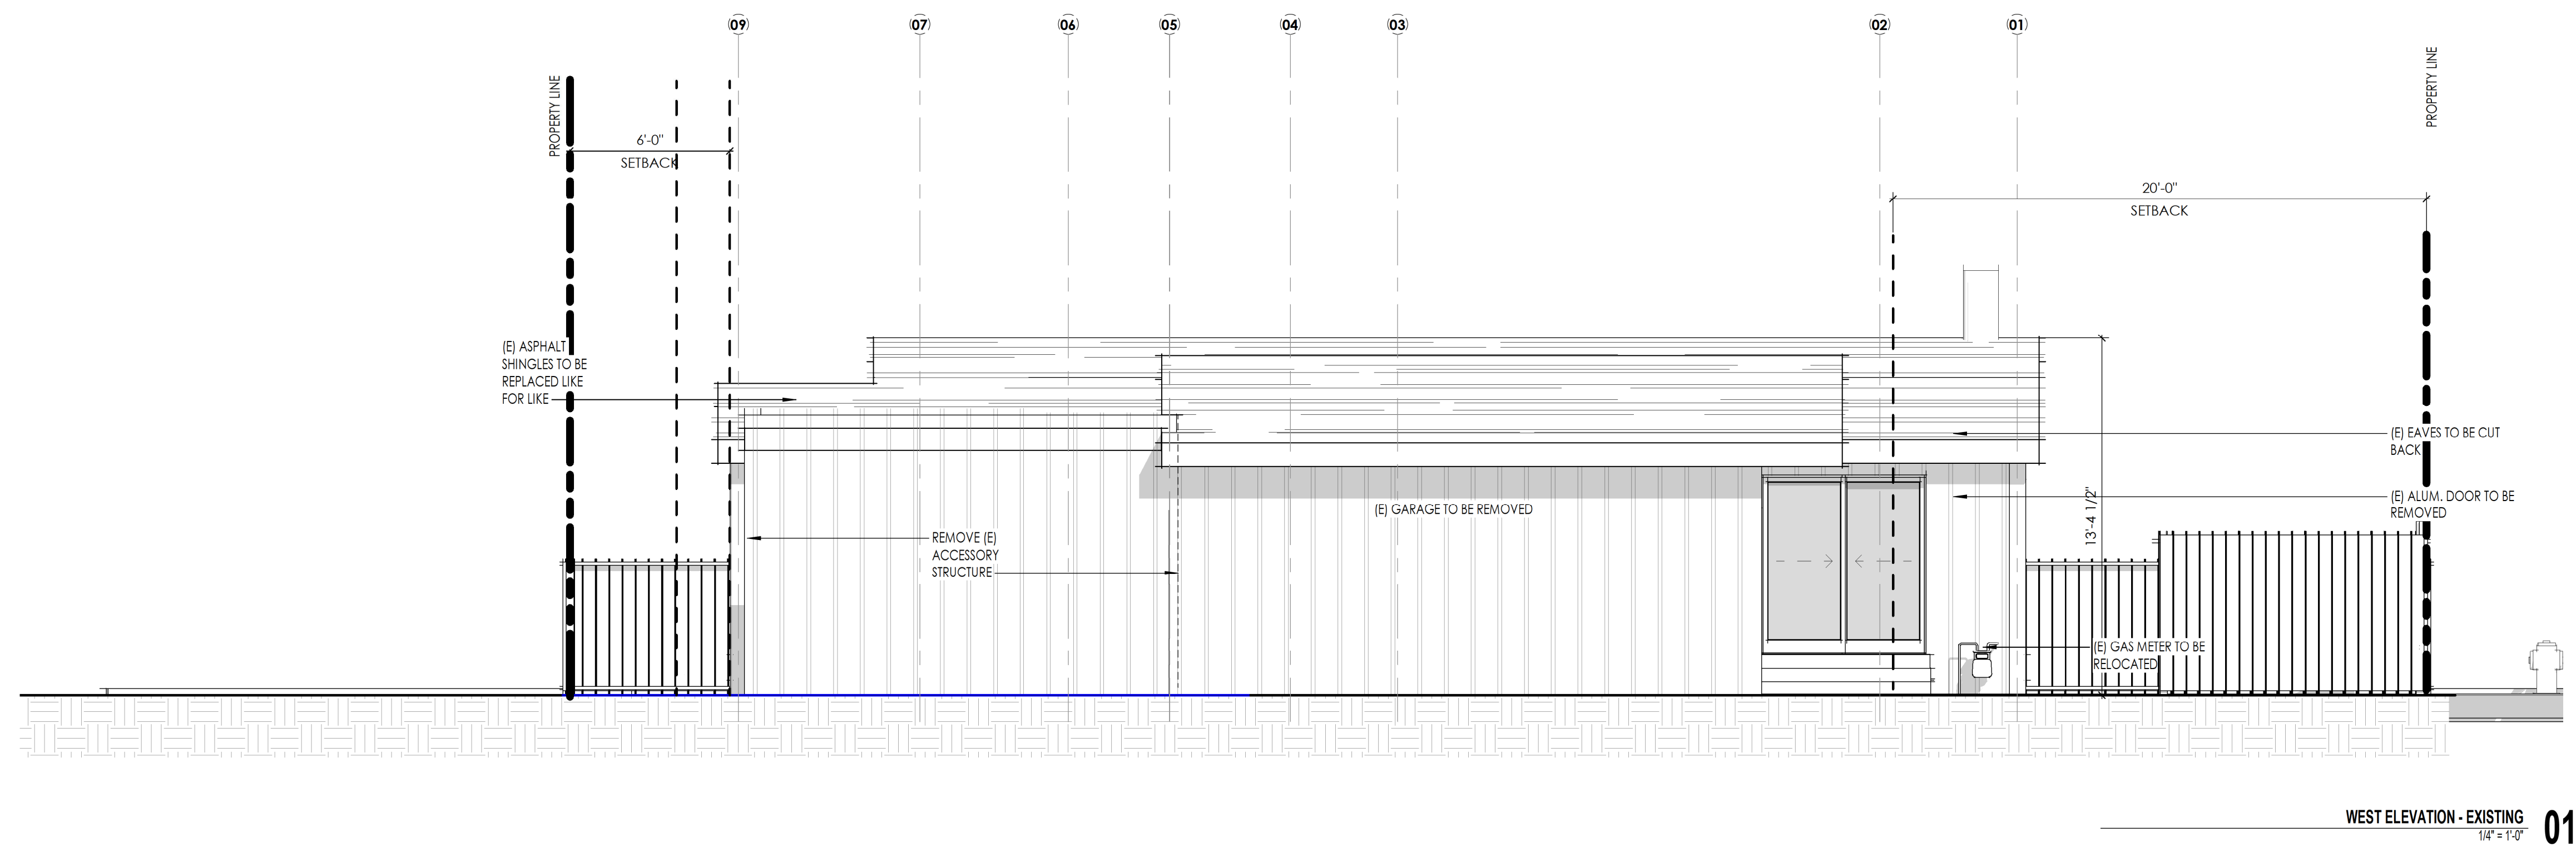 (09)
(07)
(06)
(05)
(04)
(03)
(02)
(01)
PROPERTY LINE
PROPERTY LINE
6'-0"
SETBACK
20'-0"
SETBACK
(E) ASPHALT
SHINGLES TO BE
REPLACED LIKE
FOR LIKE
(E) EAVES TO BE CUT
BACK
(E) ALUM. DOOR TO BE
REMOVED
13'-4 1/2"
(E) GARAGE TO BE REMOVED
REMOVE (E)
ACCESSORY
STRUCTURE
(E) GAS METER TO BE
RELOCATED
WEST ELEVATION - EXISTING
1/4" = 1'-0"
01